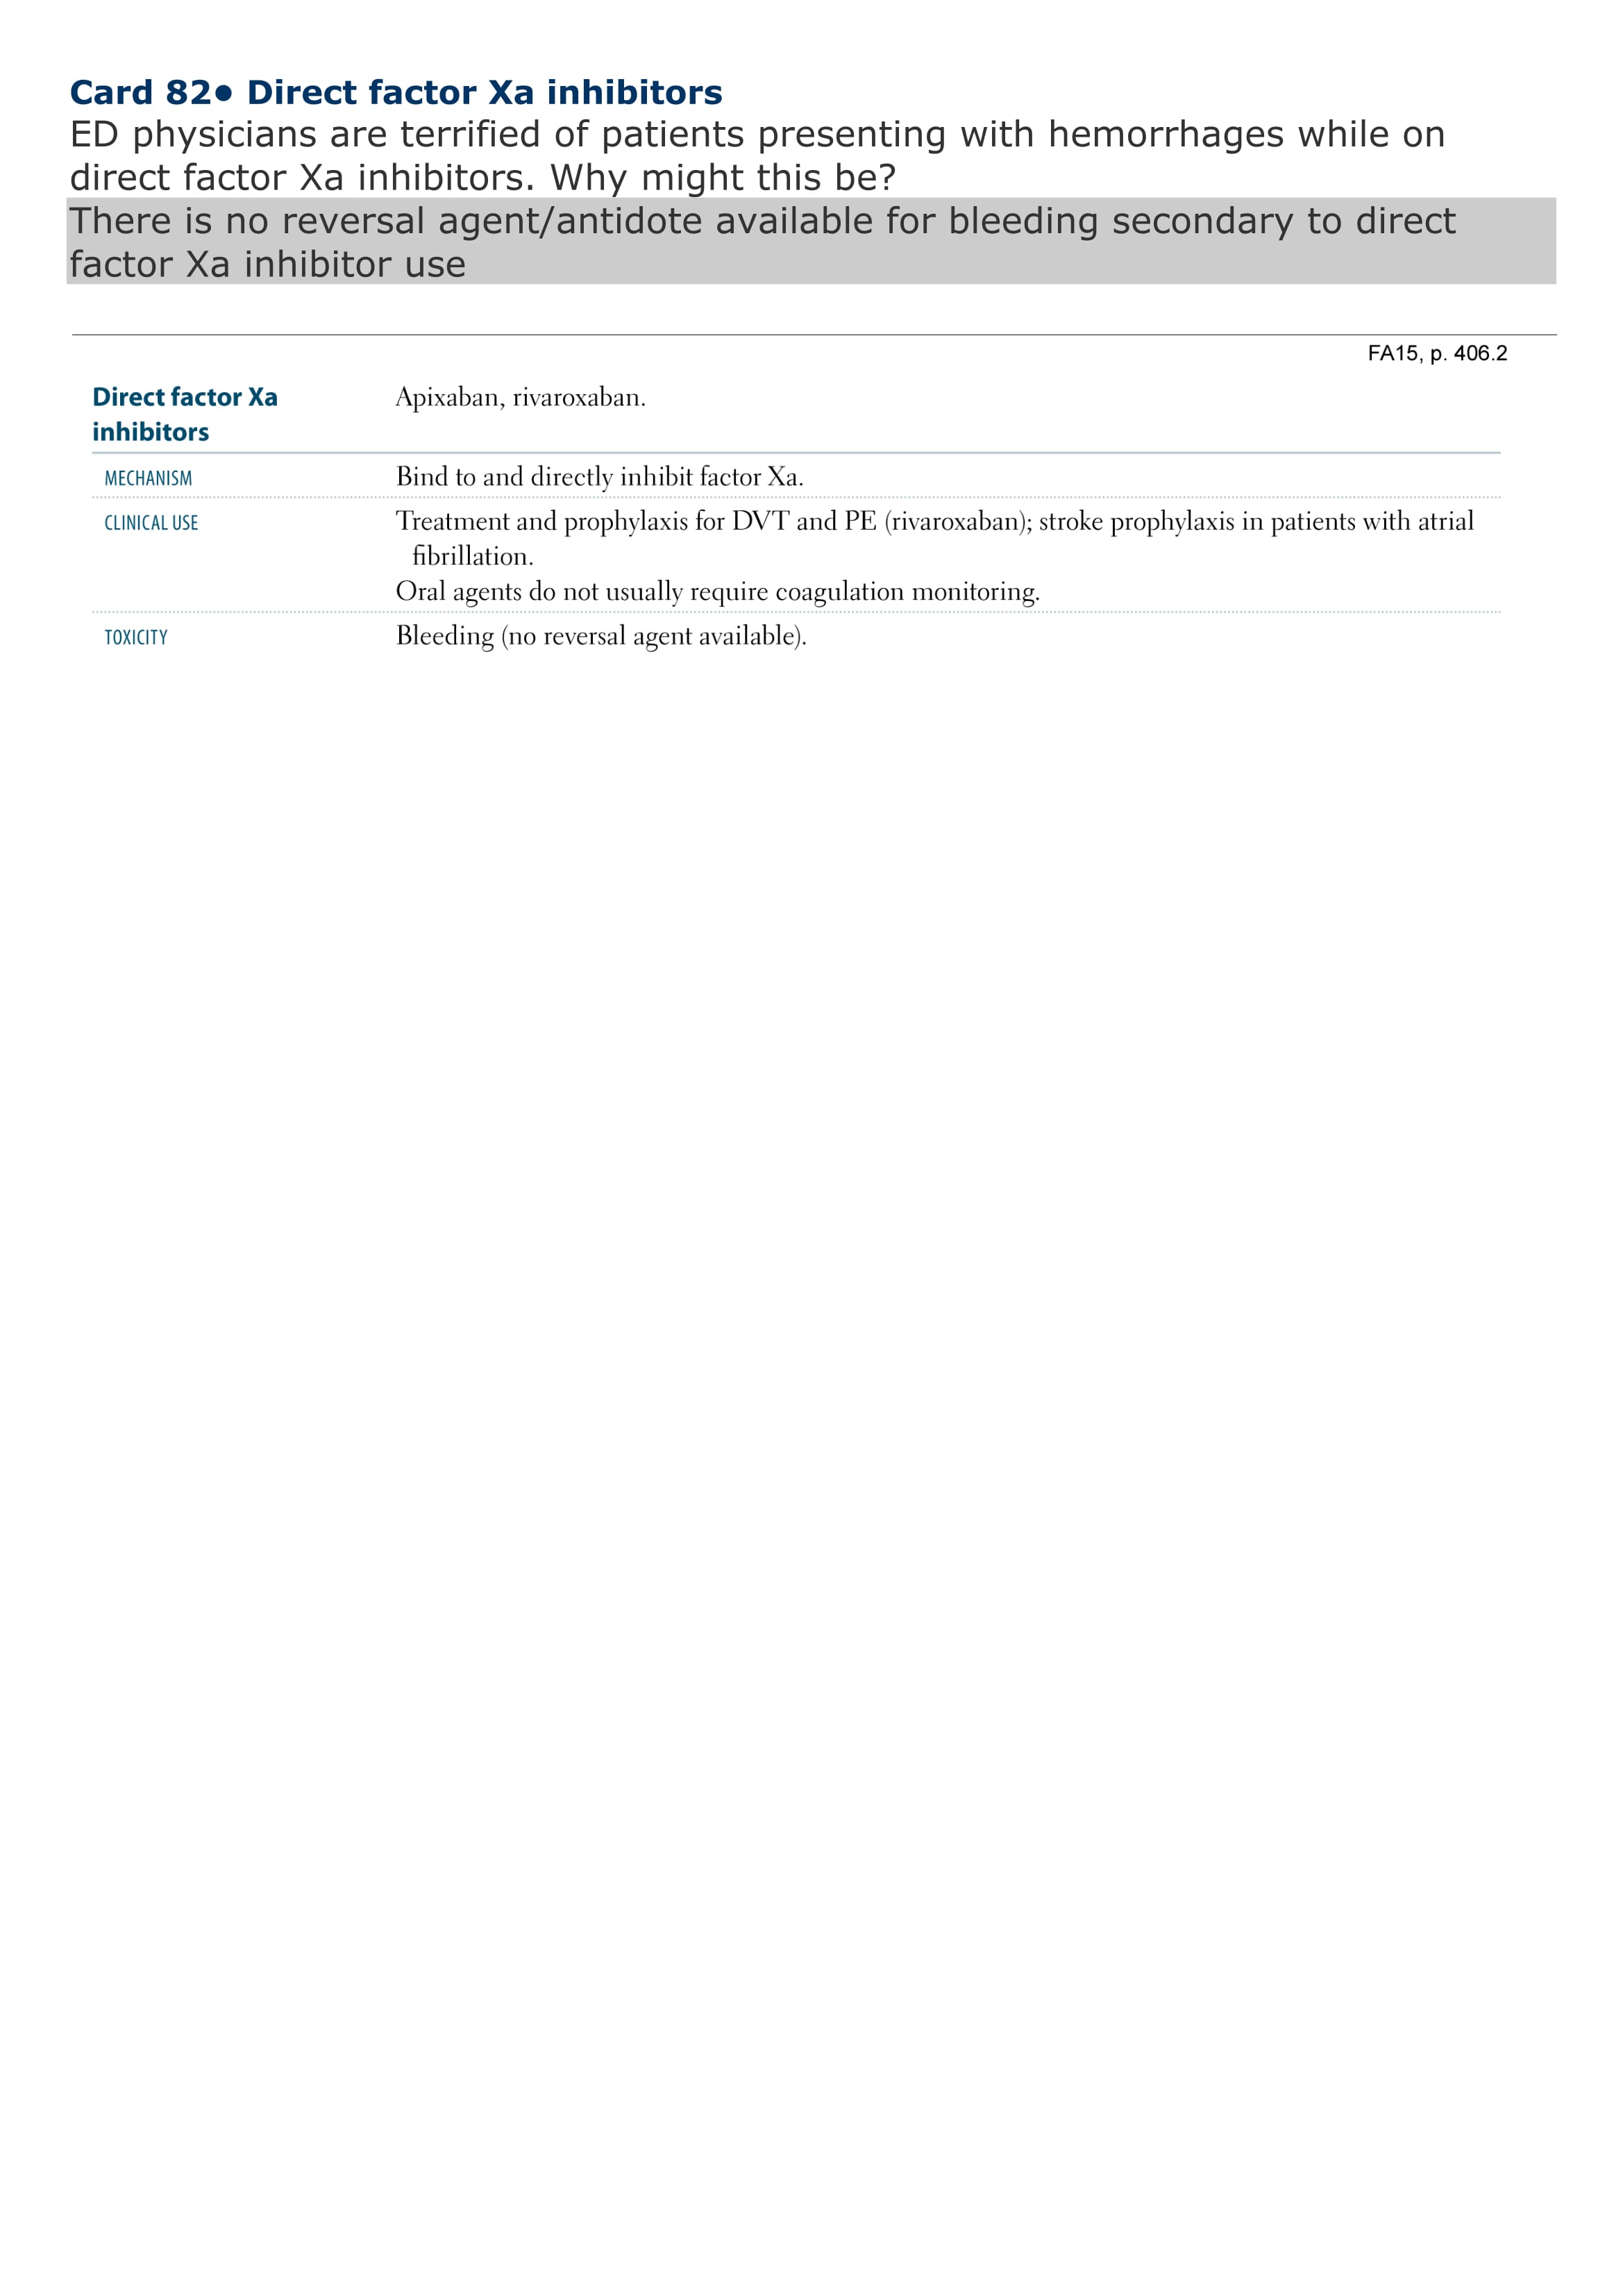 Card 82● Direct factor Xa inhibitors
ED physicians are terrified of patients presenting with hemorrhages while on
direct factor Xa inhibitors. Why might this be?
There is no reversal agent/antidote available for bleeding secondary to direct
factor Xa inhibitor use
FA15, p. 406.2
Direct factor Xa
inhibitors
Apixaban, rivaroxaban.
MECHANISM
Bind to and directly inhibit factor Xa.
CLINICAL USE
Treatment and prophylaxis for DVT and PE (rivaroxaban); stroke prophylaxis in patients with atrial
fibrillation.
Oral agents do not usually require coagulation monitoring.
TOXICITY
Bleeding (no reversal agent available).